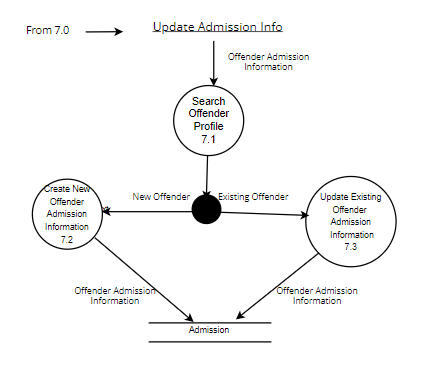 From 7.0
Update Admission Info
Offender Admission
Information
Search
Offender
Profile
7.1
New Offender
Existing Offender
Create New
Offender
Admission
Information
7.2
Update Existing
Offender
Admission
Information
7.3
Offender Admission
Information
Offender Admission
Information
Admission